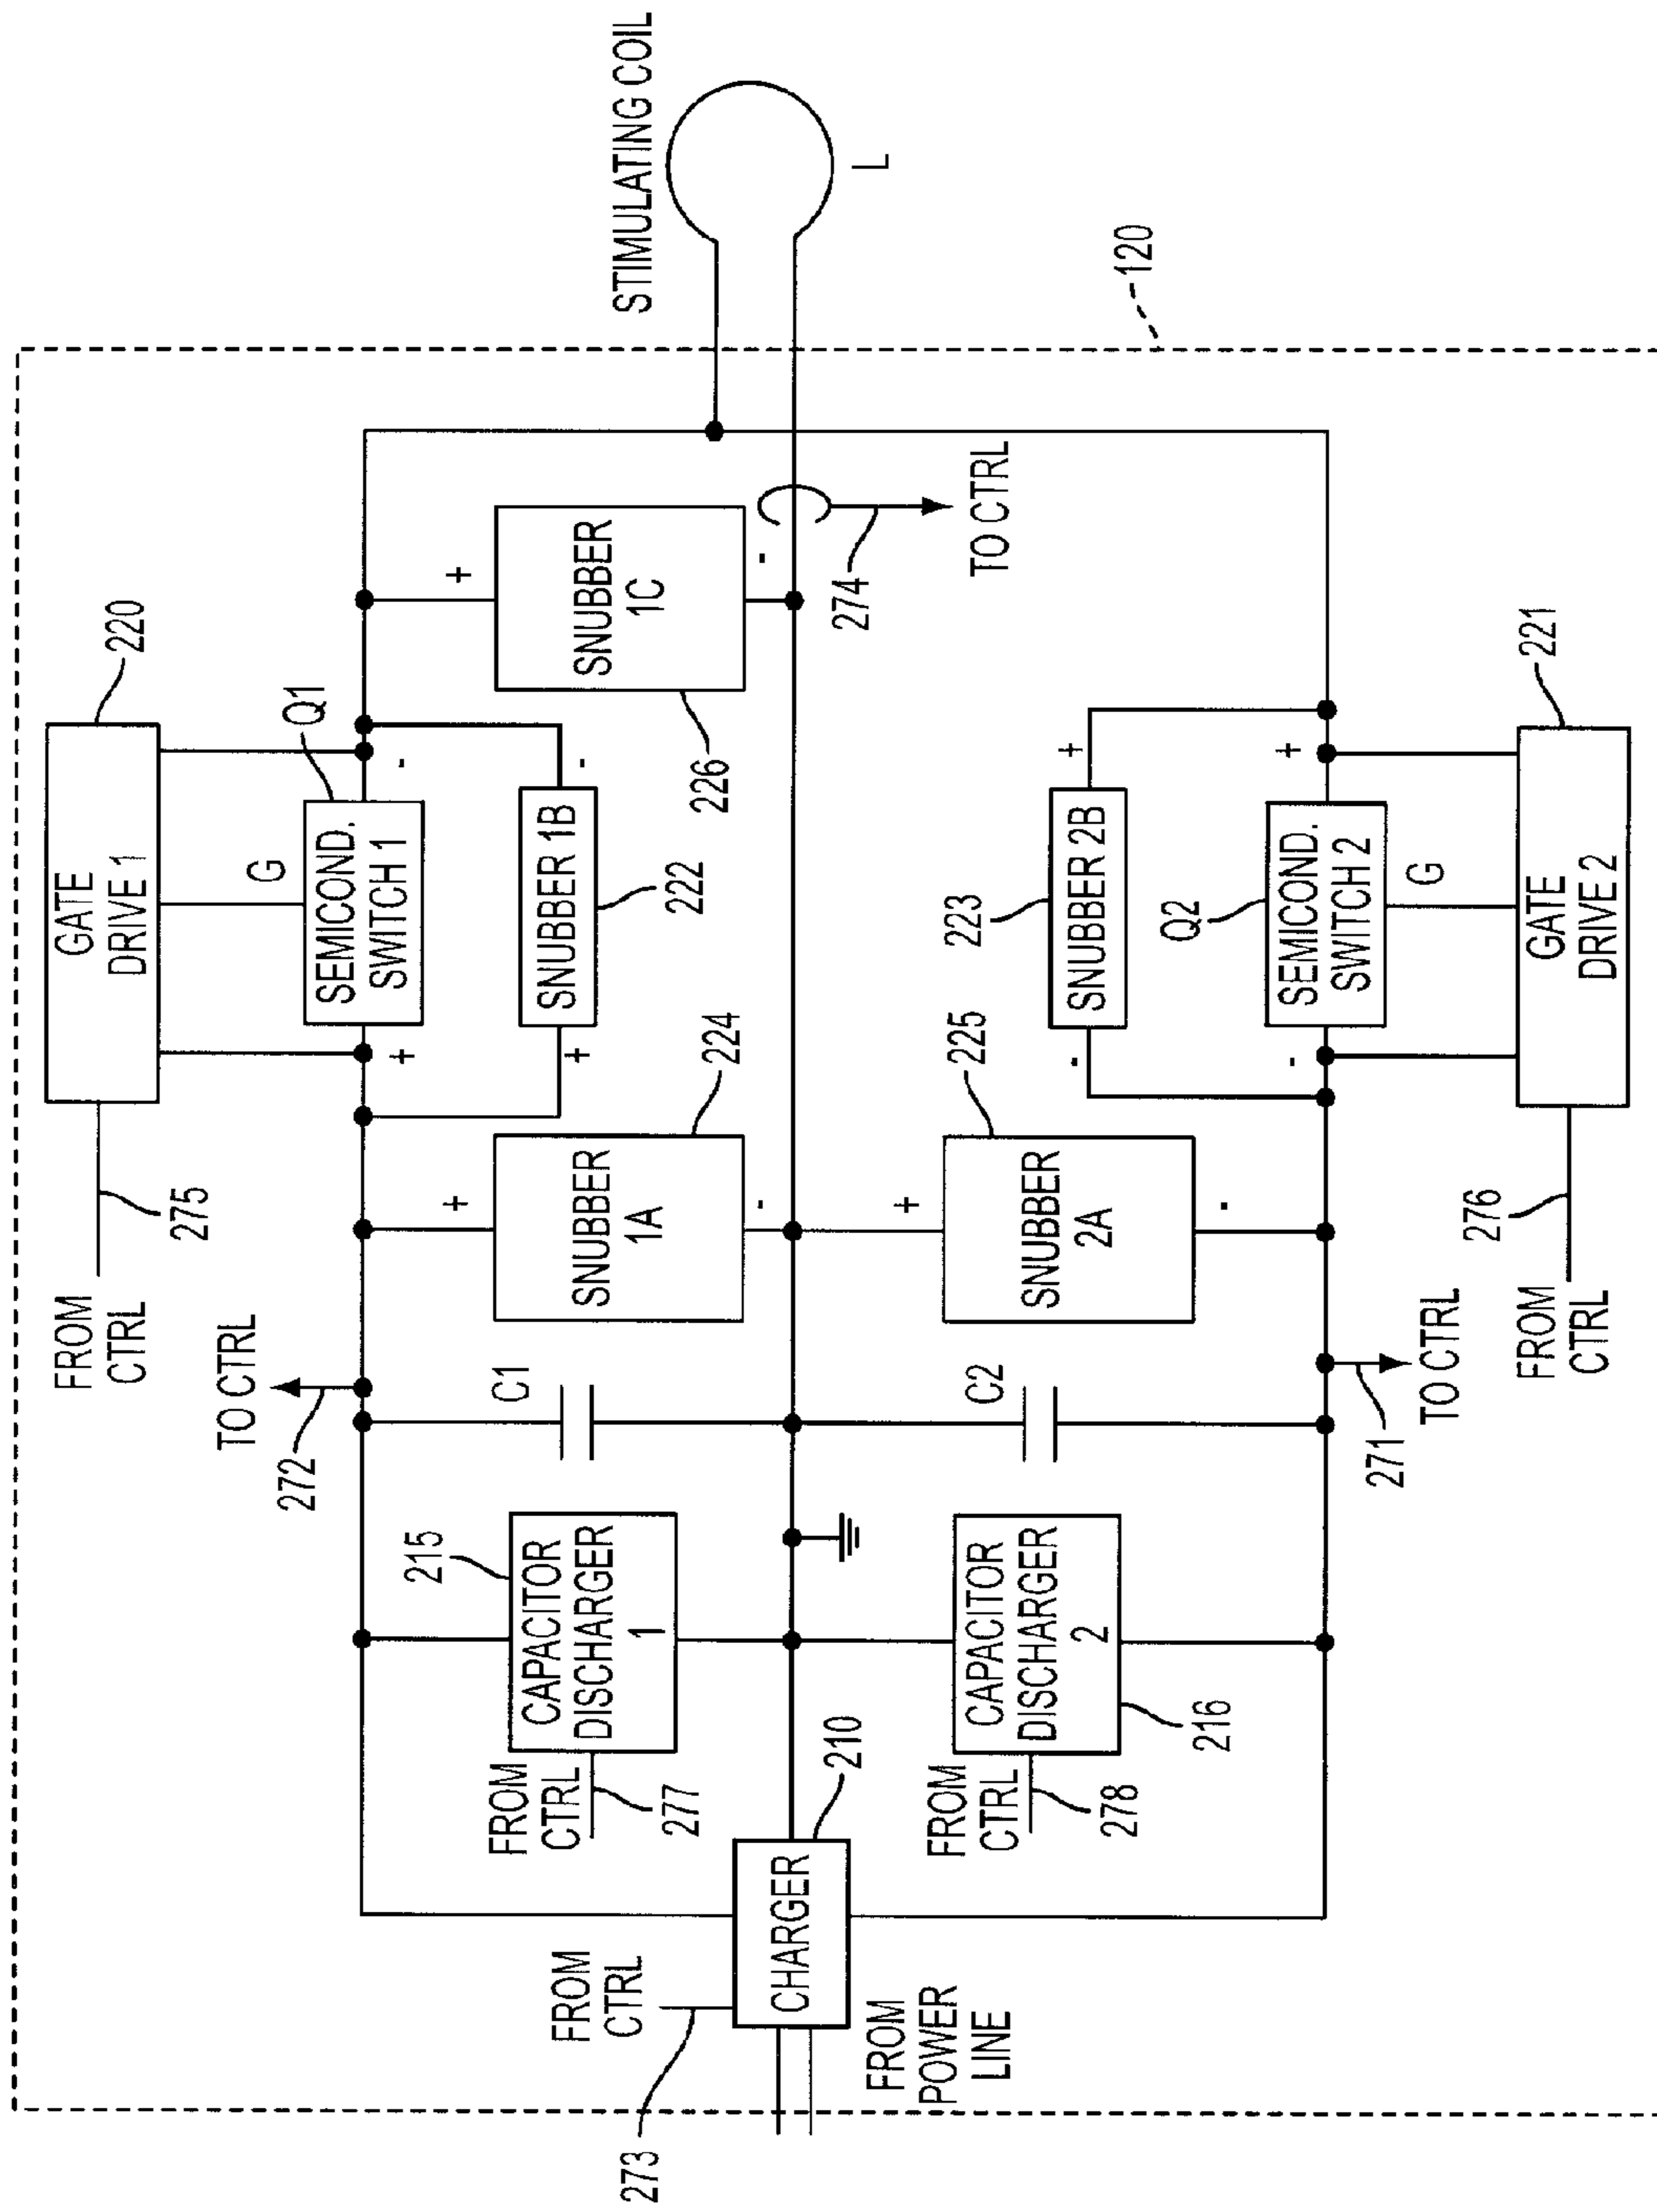 120
STIMULATING COIL
L
GATE
DRIVE 1
220
275
FROM
CTRL
G
Q1
SEMICOND.
SWITCH 1
+
-
SNUBBER 1B
222
+
-
TO CTRL
272
SNUBBER
1A
224
+
-
SNUBBER
1C
226
+
-
274
TO CTRL
C1
C2
215
CAPACITOR
DISCHARGER
1
FROM
CTRL
277
CAPACITOR
DISCHARGER
2
216
FROM
CTRL
278
CHARGER
210
FROM
CTRL
273
FROM
POWER
LINE
SNUBBER
2A
225
+
-
SNUBBER 2B
223
-
+
Q2
SEMICOND.
SWITCH 2
-
+
G
GATE
DRIVE 2
221
276
FROM
CTRL
271
TO CTRL